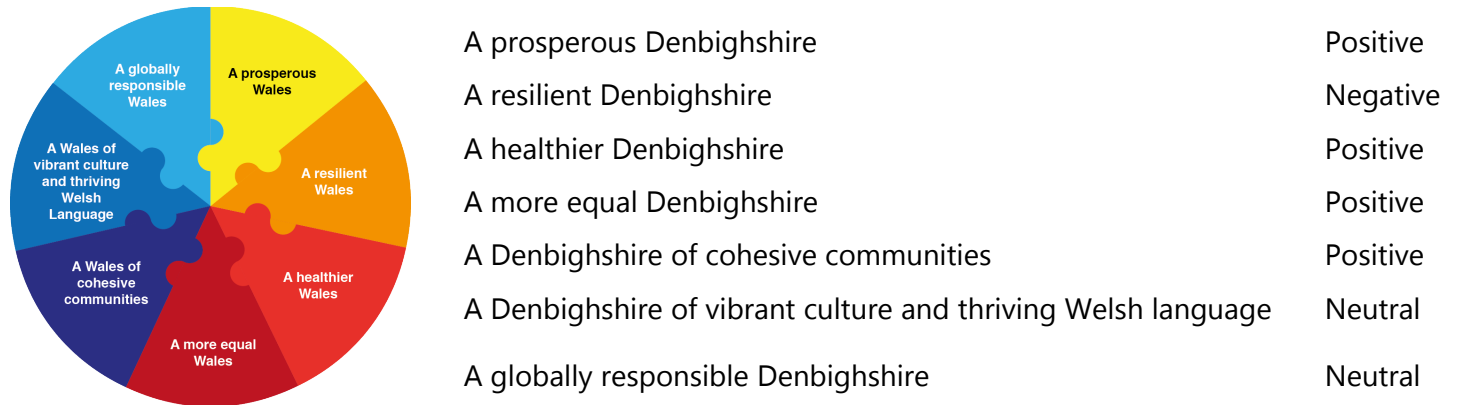 A globally
responsible
Wales
A prosperous
Wales
A Wales of
vibrant culture
and thriving
Welsh
Language
A resilient
Wales
A Wales of
cohesive
communities
A healthier
Wales
A more equal
Wales
A prosperous Denbighshire Positive
A resilient Denbighshire Negative
A healthier Denbighshire Positive
A more equal Denbighshire Positive
A Denbighshire of cohesive communities Positive
A Denbighshire of vibrant culture and thriving Welsh language Neutral
A globally responsible Denbighshire Neutral